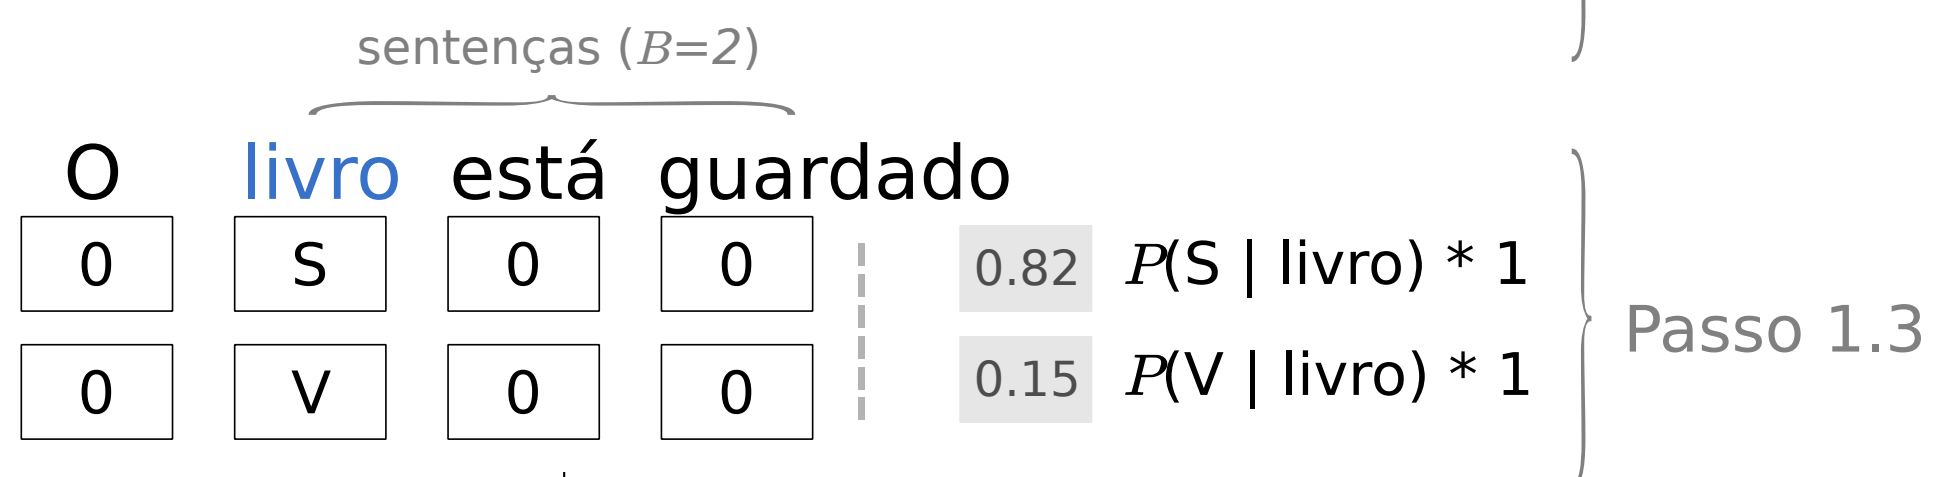 sentenças (B=2)
O livro está guardado
0 S 0 0 0.82 P(S | livro) * 1
Passo 1.3
0 V 0 0 0.15 P(V | livro) * 1